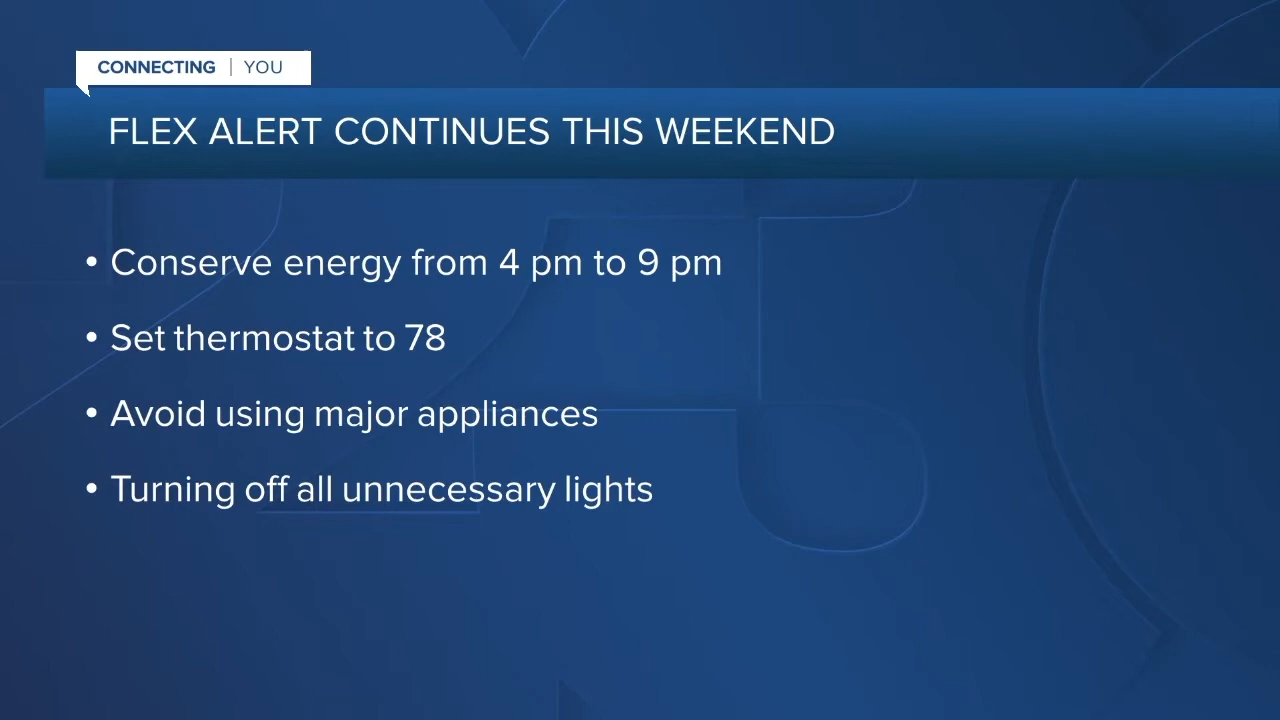 CONNECTING | YOU
FLEX ALERT CONTINUES THIS WEEKEND
• Conserve energy from 4 pm to 9 pm
• Set thermostat to 78
• Avoid using major appliances
• Turning off all unnecessary lights